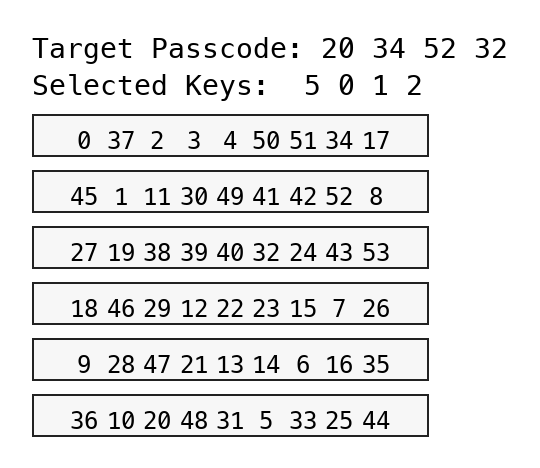 Target Passcode: 20 34 52 32
Selected Keys: 5 0 1 2
0 37 2 3 4 50 51 34 17
45 1 11 30 49 41 42 52 8
27 19 38 39 40 32 24 43 53
18 46 29 12 22 23 15 7 26
9 28 47 21 13 14 6 16 35
36 10 20 48 31 5 33 25 44